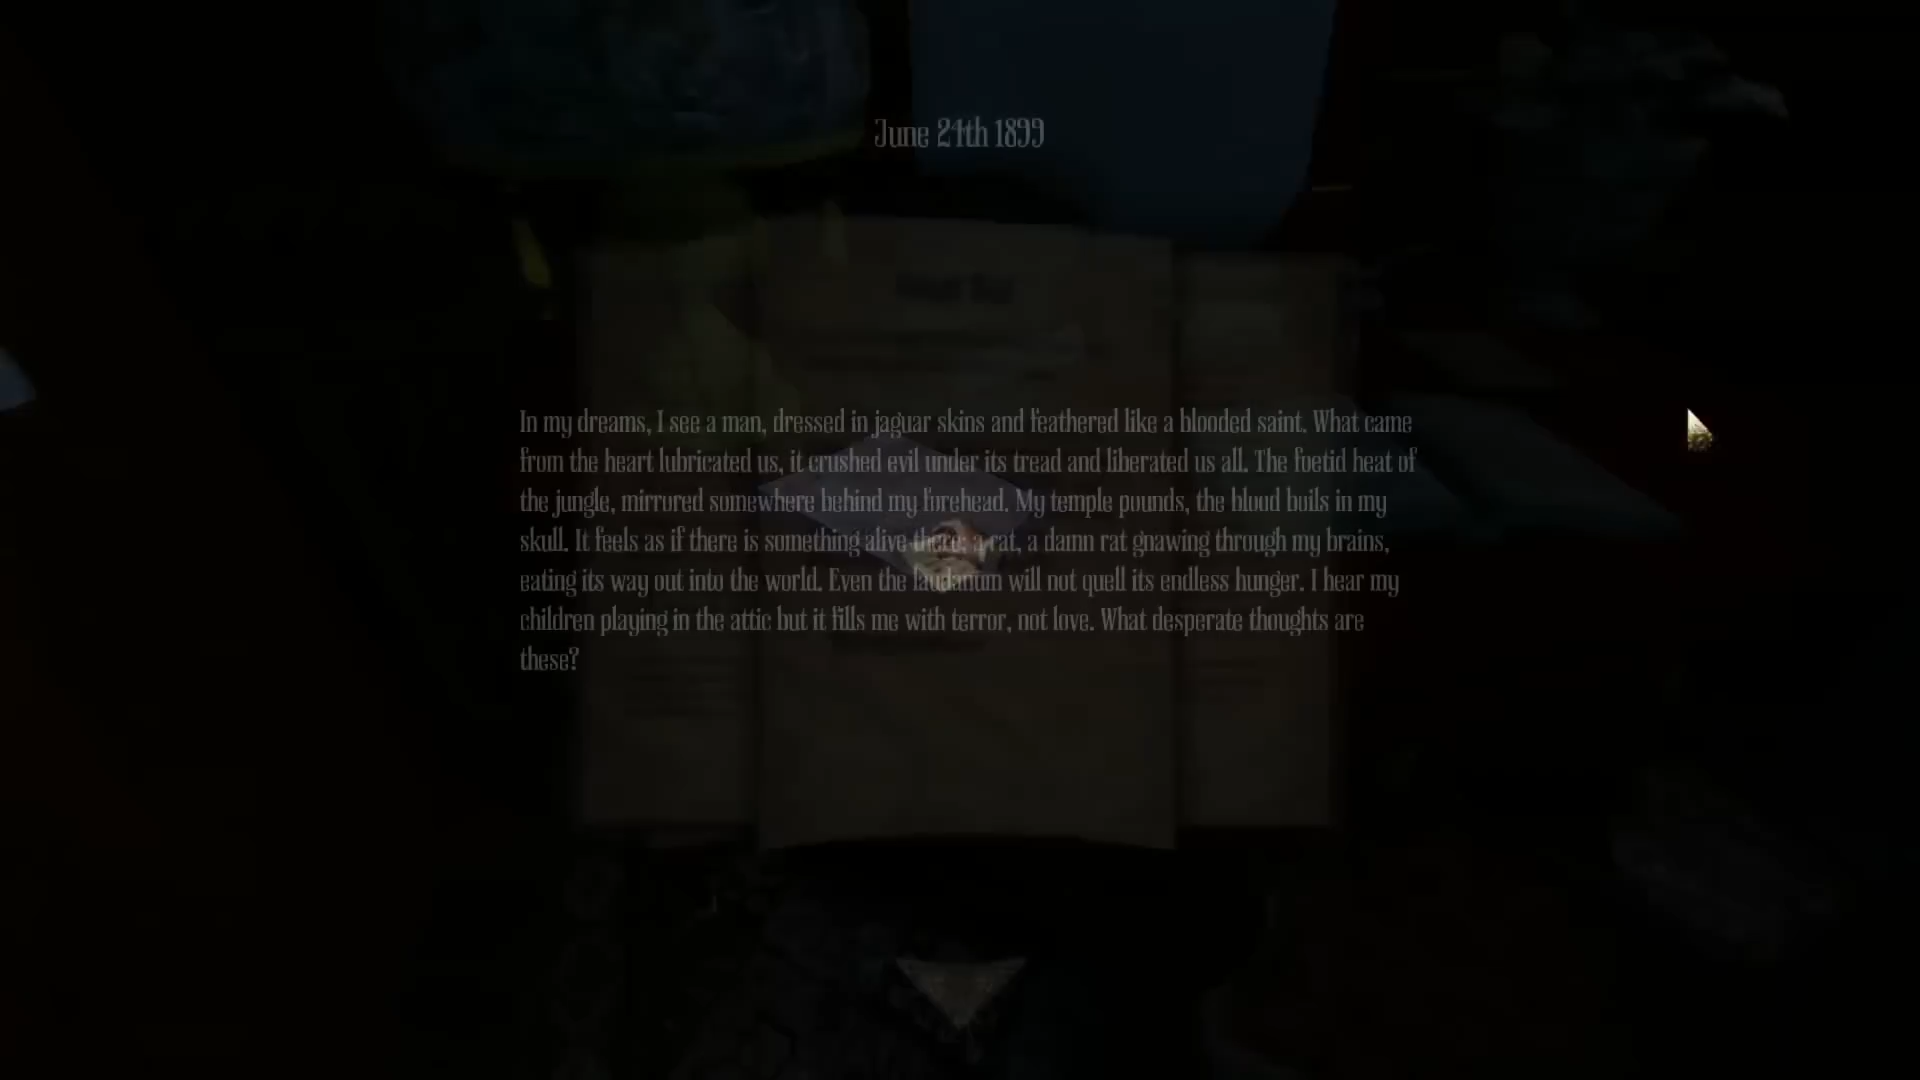 June 24th 1899
In my dreams, I see a man, dressed in jaguar skins and feathered like a blooded saint. What came
from the heart lubricated us, it crushed evil under its tread and liberated us all. The foetid heat of
the jungle, mirrored somewhere behind my forehead. My temple pounds, the blood boils in my
skull. It feels as if there is something alive there; a rat, a damn rat gnawing through my brains,
eating its way out into the world. Even the laudanum will not quell its endless hunger. I hear my
children playing in the attic but it fills me with terror, not love. What desperate thoughts are
these?